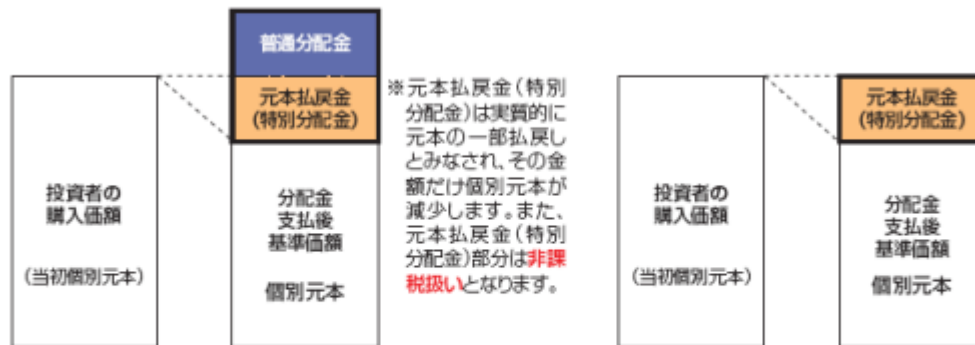 普通分配金
元本払戻金
(特別分配金)
投資者の
購入価額
(当初個別元本)
分配金
支払後
基準価額
個別元本
※元本払戻金(特別
分配金)は実質的に
元本の一部払戻し
とみなされ、その金
額だけ個別元本が
減少します。また、
元本払戻金(特別
分配金)部分は非課
税扱いとなります。
投資者の
購入価額
(当初個別元本)
元本払戻金
(特別分配金)
分配金
支払後
基準価額
個別元本